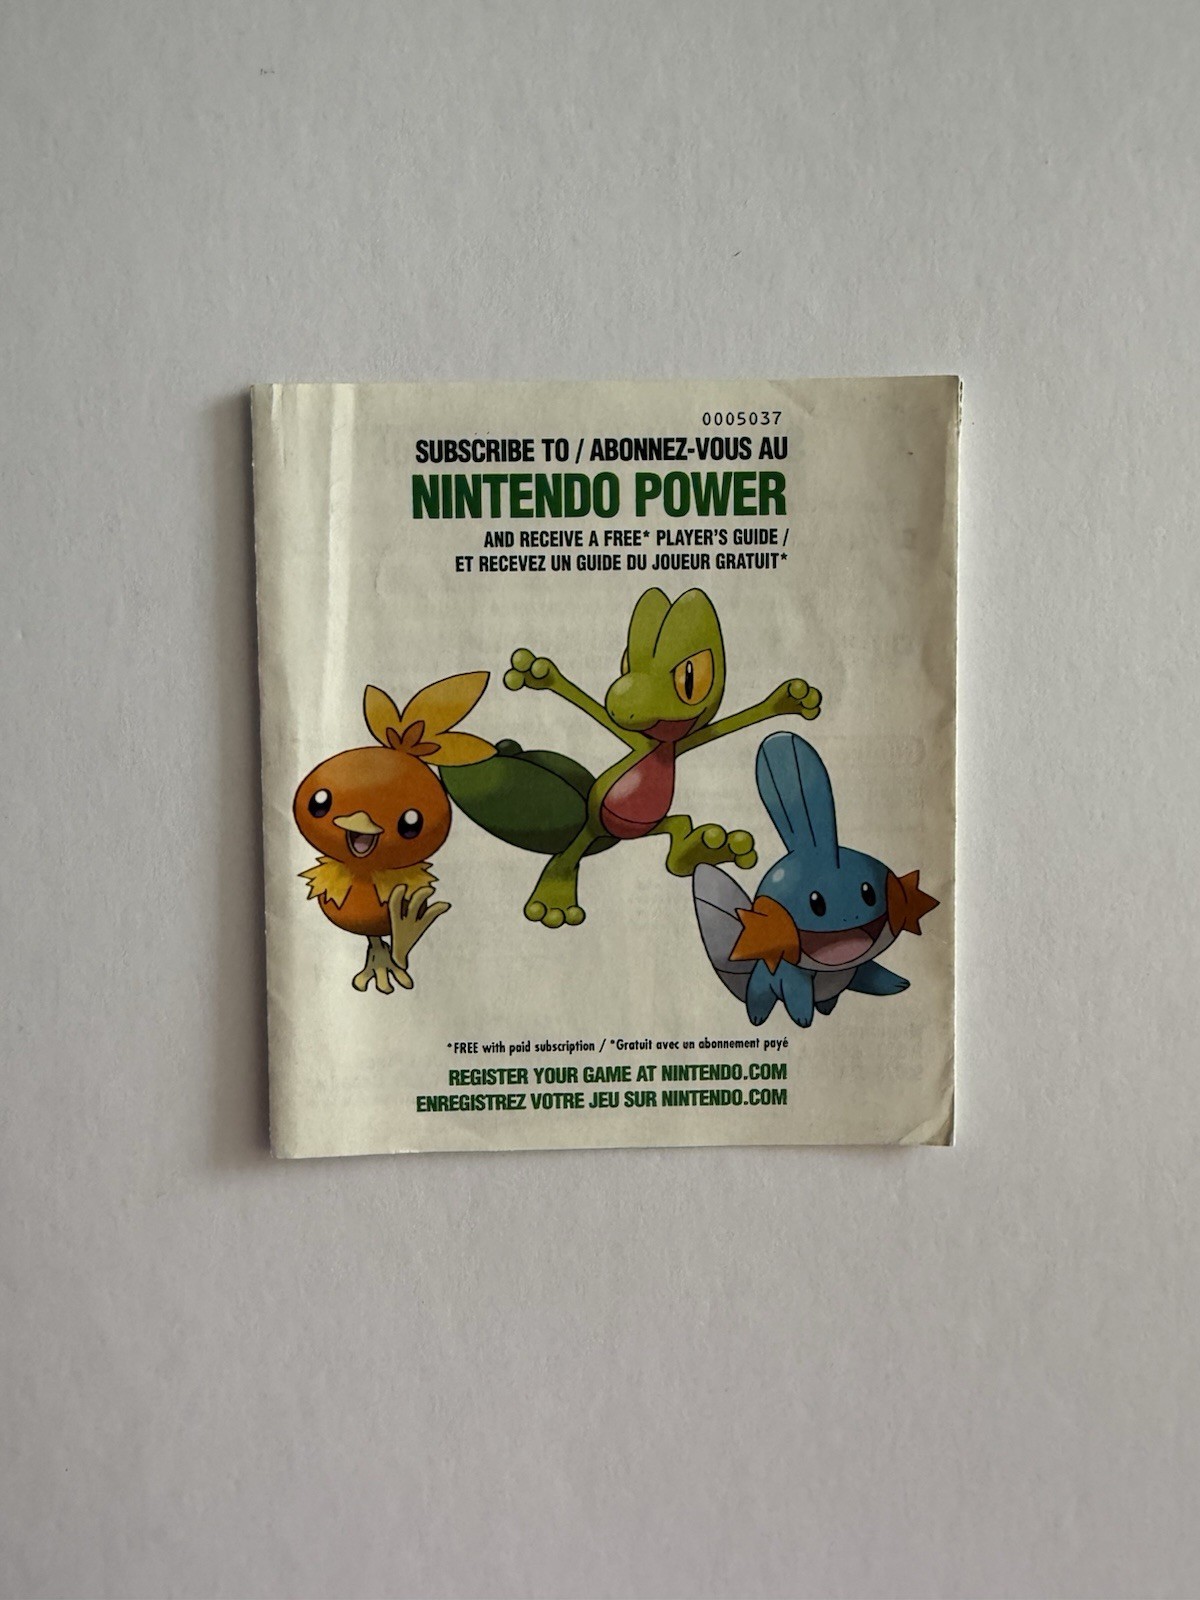 0005037
SUBSCRIBE TO / ABONNEZ-VOUS AU
NINTENDO POWER
AND RECEIVE A FREE* PLAYER'S GUIDE /
ET RECEVEZ UN GUIDE DU JOUEUR GRATUIT*
*FREE with paid subscription / *Gratuit avec un abonnement payé
REGISTER YOUR GAME AT NINTENDO.COM
ENREGISTREZ VOTRE JEU SUR NINTENDO.COM